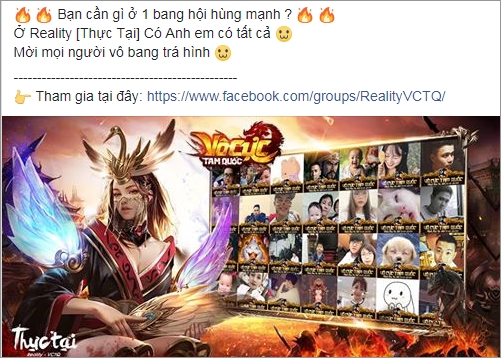 🔥 🔥 Bạn cần gì ở 1 bang hội hùng mạnh ? 🔥 🔥
Ở Reality [Thực Tại] Có Anh em có tất cả 🙂
Mời mọi người vô bang trá hình 🙂
------------------------------------------------
👉 Tham gia tại đây: https://www.facebook.com/groups/RealityVCTQ/
VÔ CỰC
TAM QUỐC
Thực tại
Reality - VCTQ